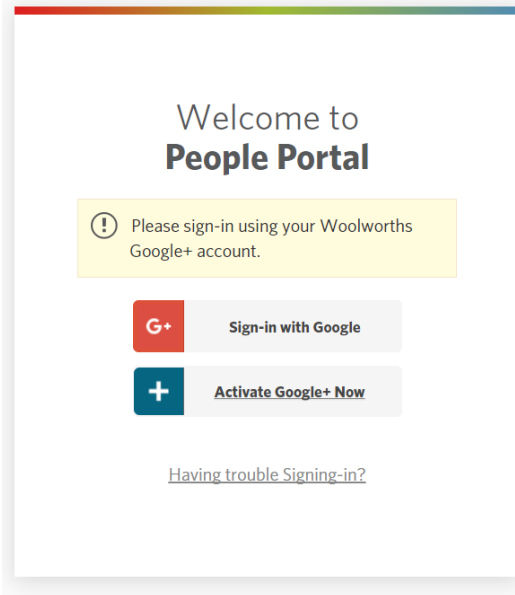 Welcome to
People Portal
Please sign-in using your Woolworths
Google+ account.
G+ Sign-in with Google
+ Activate Google+ Now
Having trouble Signing-in?